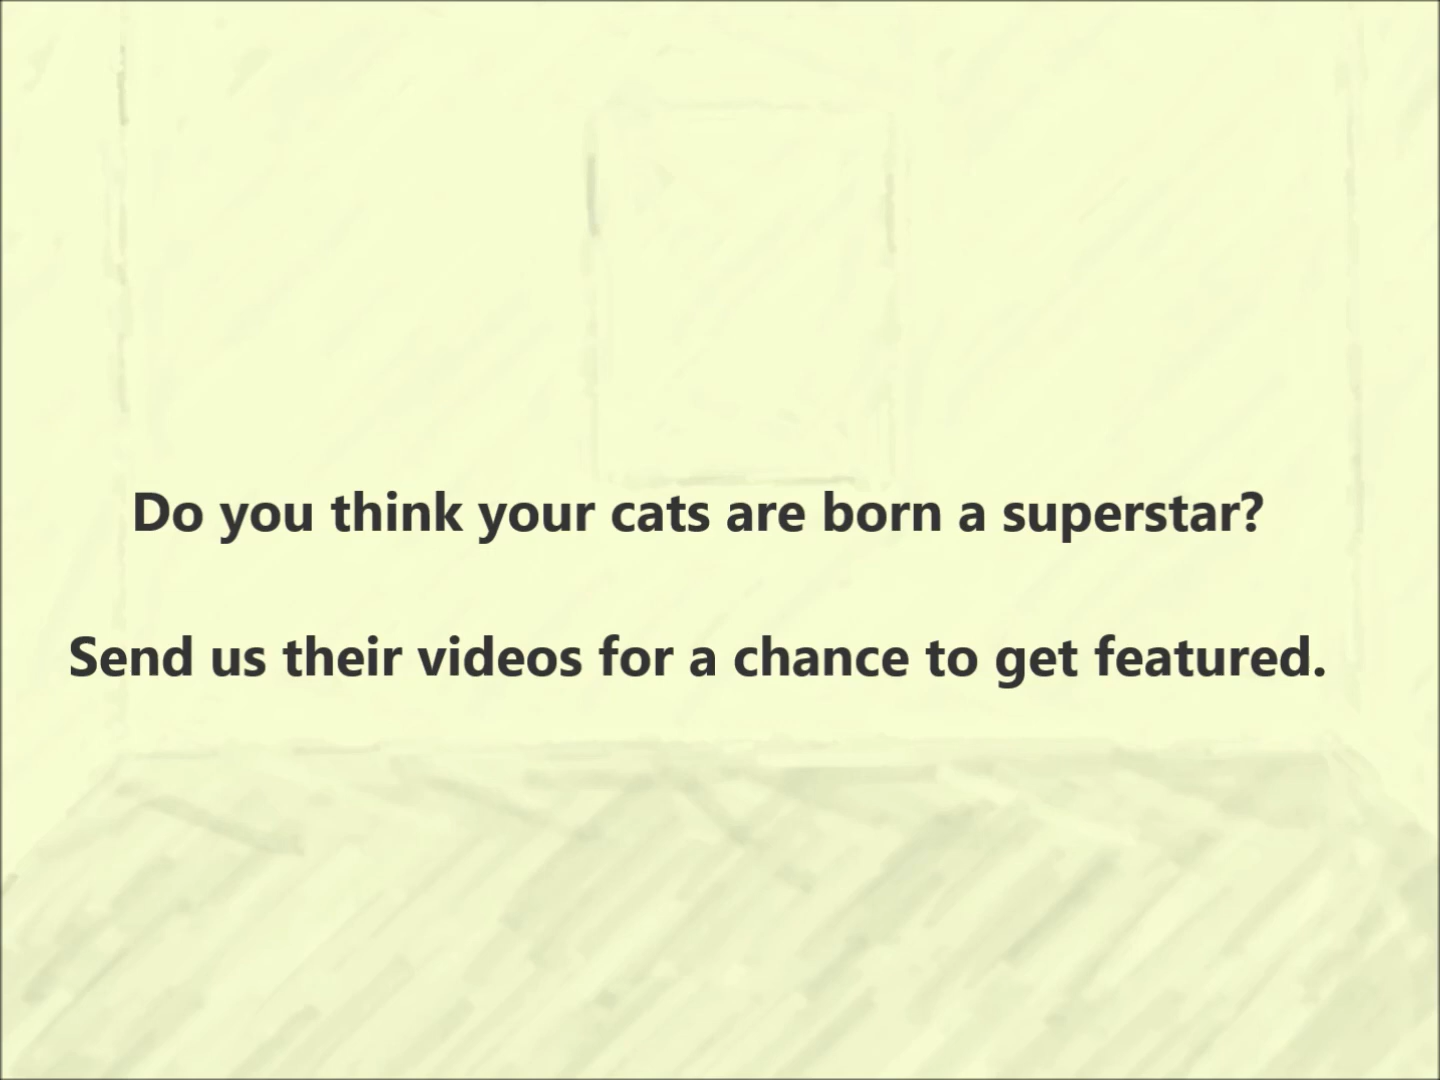 Do you think your cats are born a superstar?
Send us their videos for a chance to get featured.